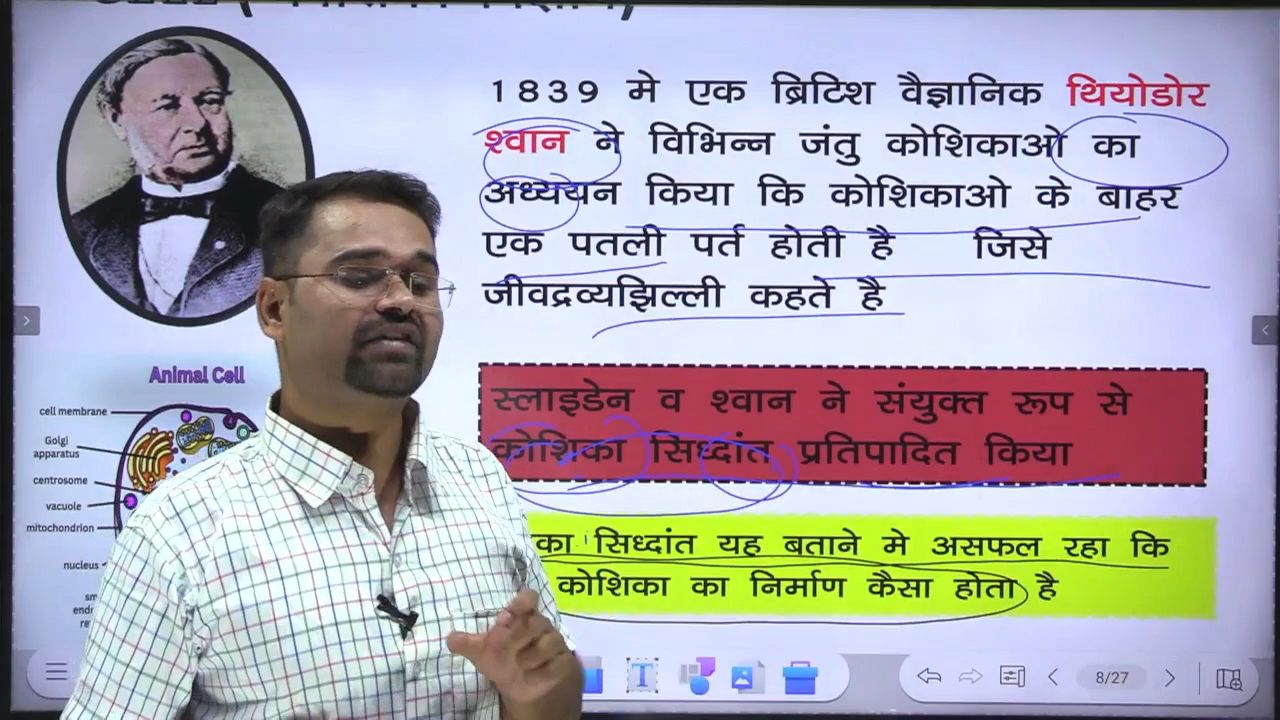 1839 मे एक ब्रिटिश वैज्ञानिक थियोडोर
श्वान ने विभिन्न जंतु कोशिकाओ का
अध्ययन किया कि कोशिकाओ के बाहर
एक पतली पर्त होती है जिसे
जीवद्रव्यझिल्ली कहते है
स्लाइडेन व श्वान ने संयुक्त रूप से
कोशिका सिध्दांत प्रतिपादित किया
का सिध्दांत यह बताने मे असफल रहा कि
कोशिका का निर्माण कैसा होता है
Animal Cell
cell membrane
Golgi
apparatus
centrosome
vacuole
mitochondrion
nucleus
T
8/27